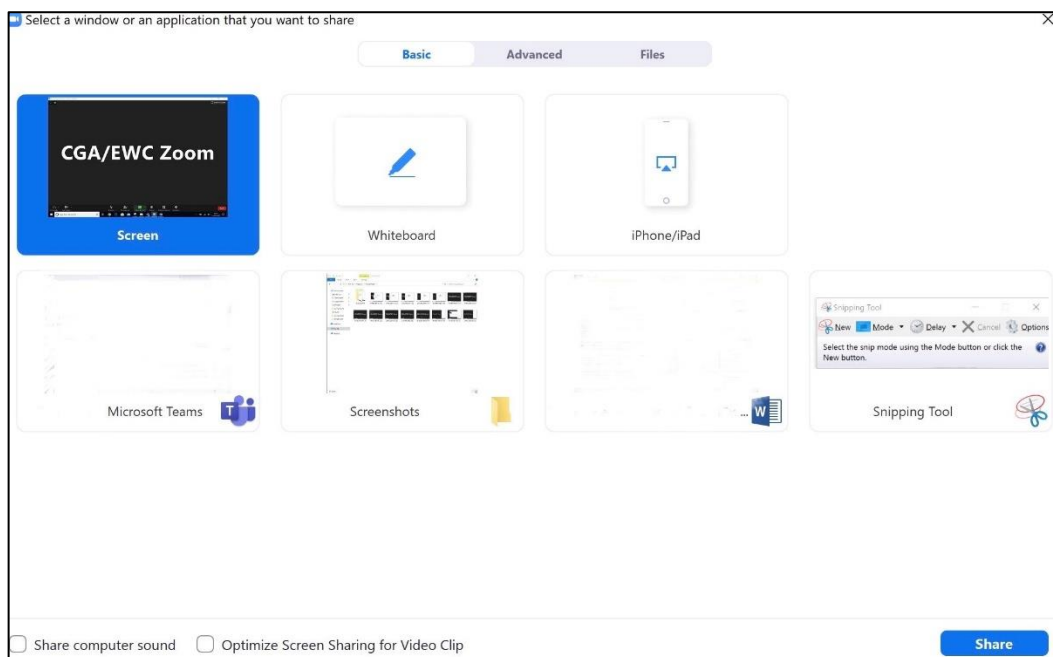 Select a window or an application that you want to share
Basic Advanced Files
CGA/EWC Zoom
Screen
Whiteboard
iPhone/iPad
Microsoft Teams
Screenshots
...
Snipping Tool
New Mode Delay Cancel Options
Select the snip mode using the Mode button or click the
New button.
Snipping Tool
Share computer sound Optimize Screen Sharing for Video Clip
Share